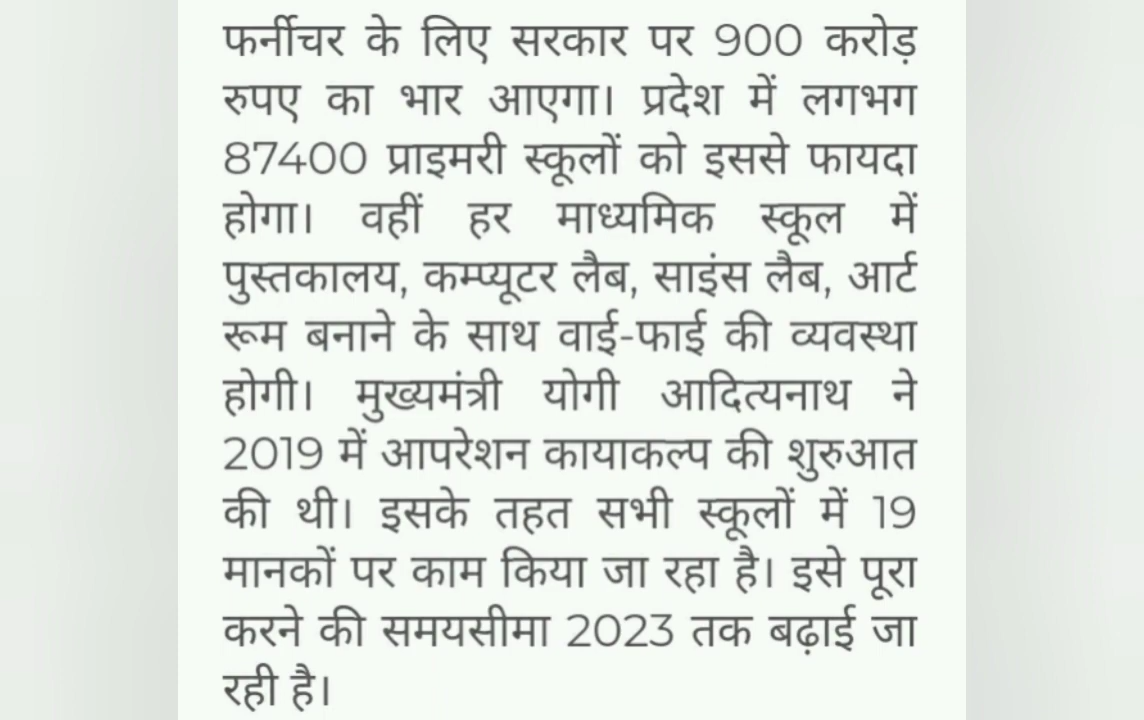 फर्नीचर के लिए सरकार पर 900 करोड़
रुपए का भार आएगा। प्रदेश में लगभग
87400 प्राइमरी स्कूलों को इससे फायदा
होगा। वहीं हर माध्यमिक स्कूल में
पुस्तकालय, कम्प्यूटर लैब, साइंस लैब, आर्ट
रूम बनाने के साथ वाई-फाई की व्यवस्था
होगी। मुख्यमंत्री योगी आदित्यनाथ ने
2019 में आपरेशन कायाकल्प की शुरुआत
की थी। इसके तहत सभी स्कूलों में 19
मानकों पर काम किया जा रहा है। इसे पूरा
करने की समयसीमा 2023 तक बढ़ाई जा
रही है।